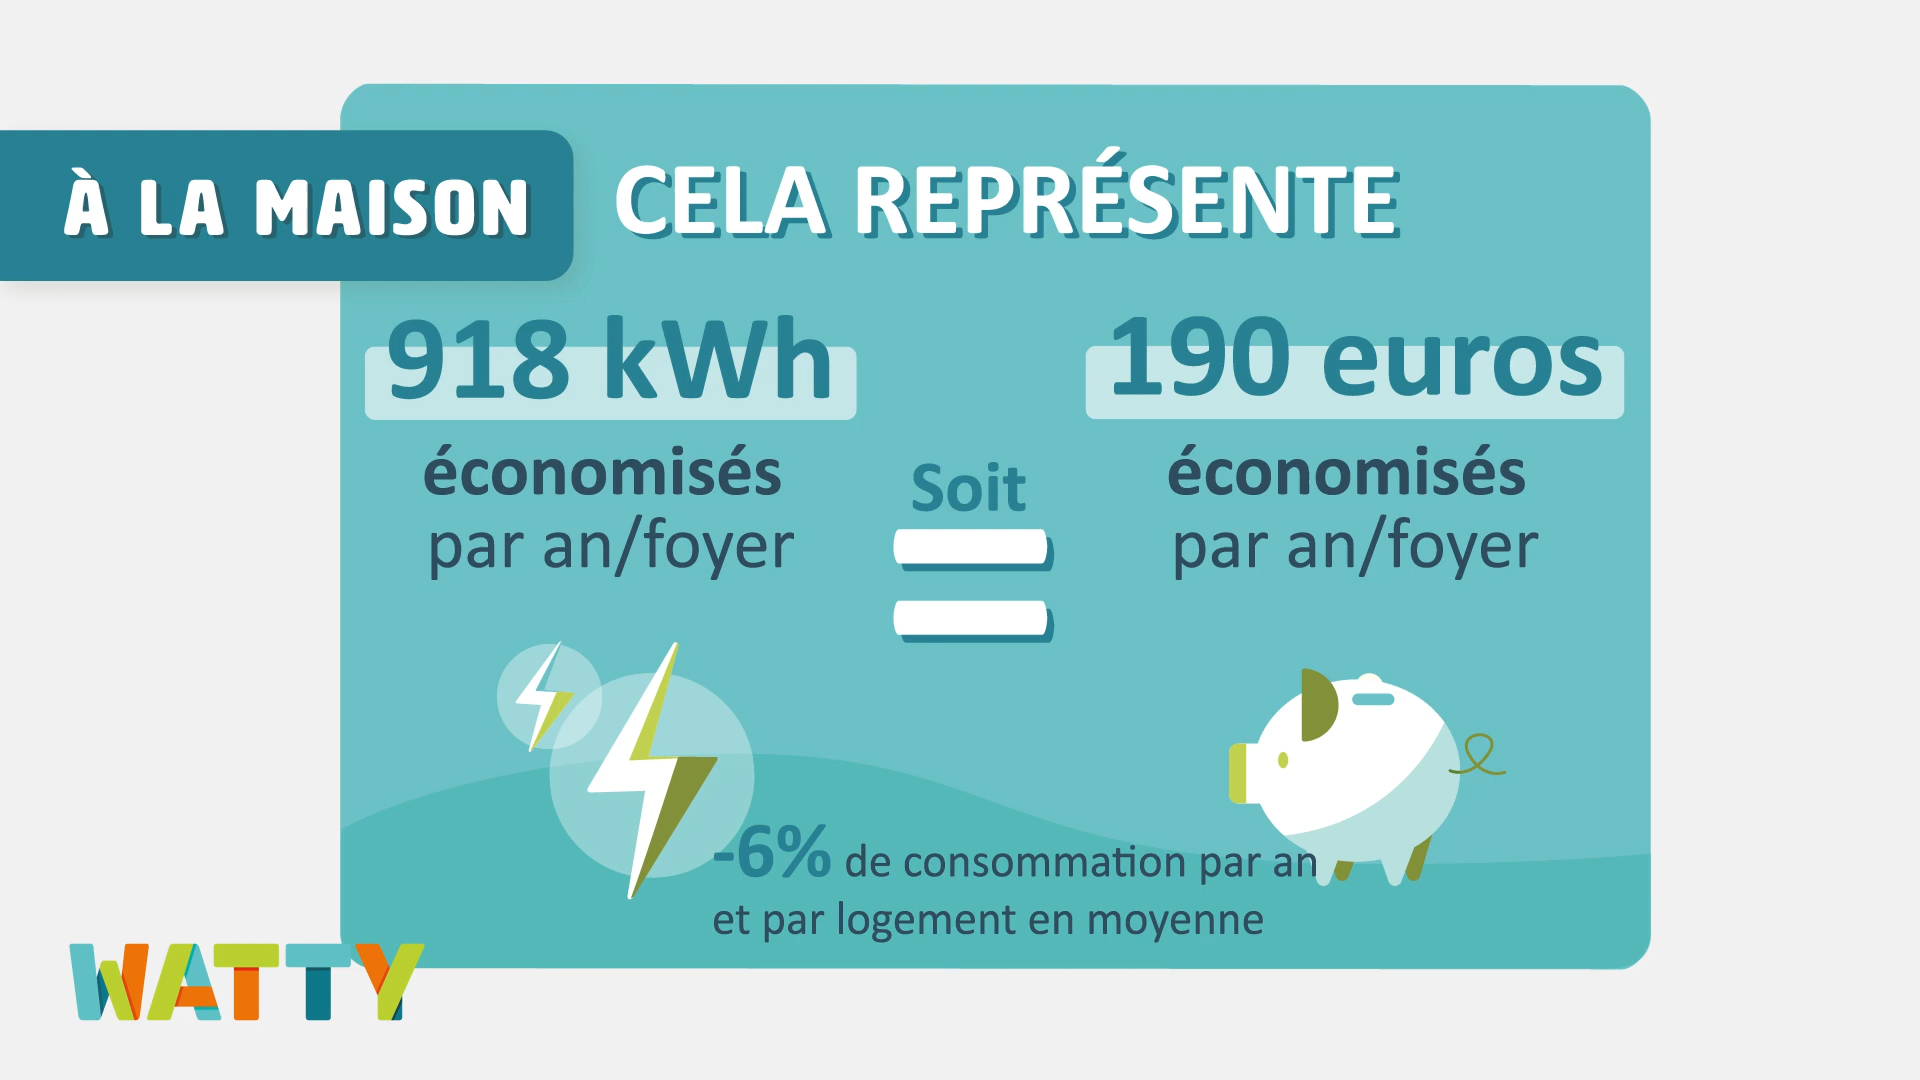 À LA MAISON
CELA REPRÉSENTE
918 kWh
économisés
par an/foyer
Soit
190 euros
économisés
par an/foyer
-6% de consommation par an
et par logement en moyenne
WATTY